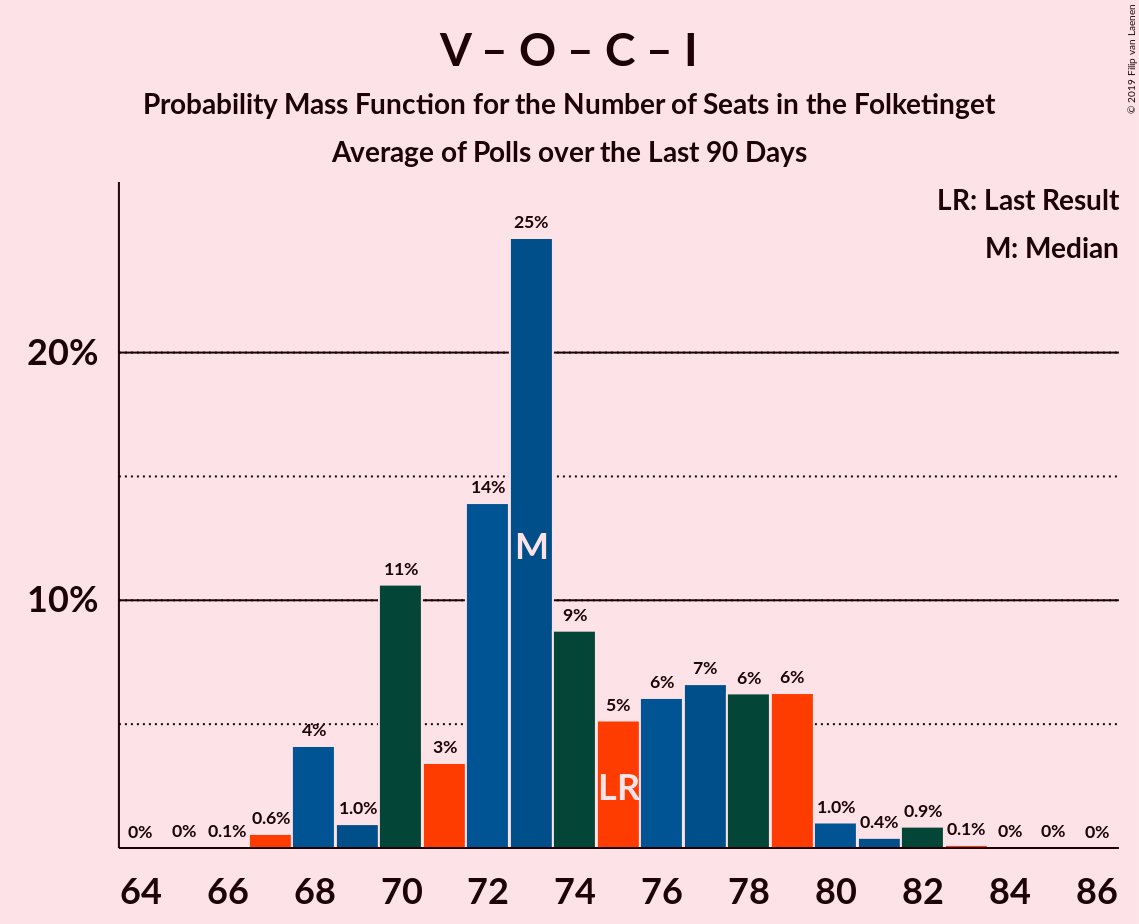 V – O – C – I
Probability Mass Function for the Number of Seats in the Folketinget
Average of Polls over the Last 90 Days
© 2019 Filip van Laenen
LR: Last Result
M: Median
20%
10%
0% 0% 0.1% 0.6% 4% 1.0% 11% 3% 14% 25% 9% 5% 6% 7% 6% 6% 1.0% 0.4% 0.9% 0.1% 0% 0% 0%
M
LR
64 66 68 70 72 74 76 78 80 82 84 86